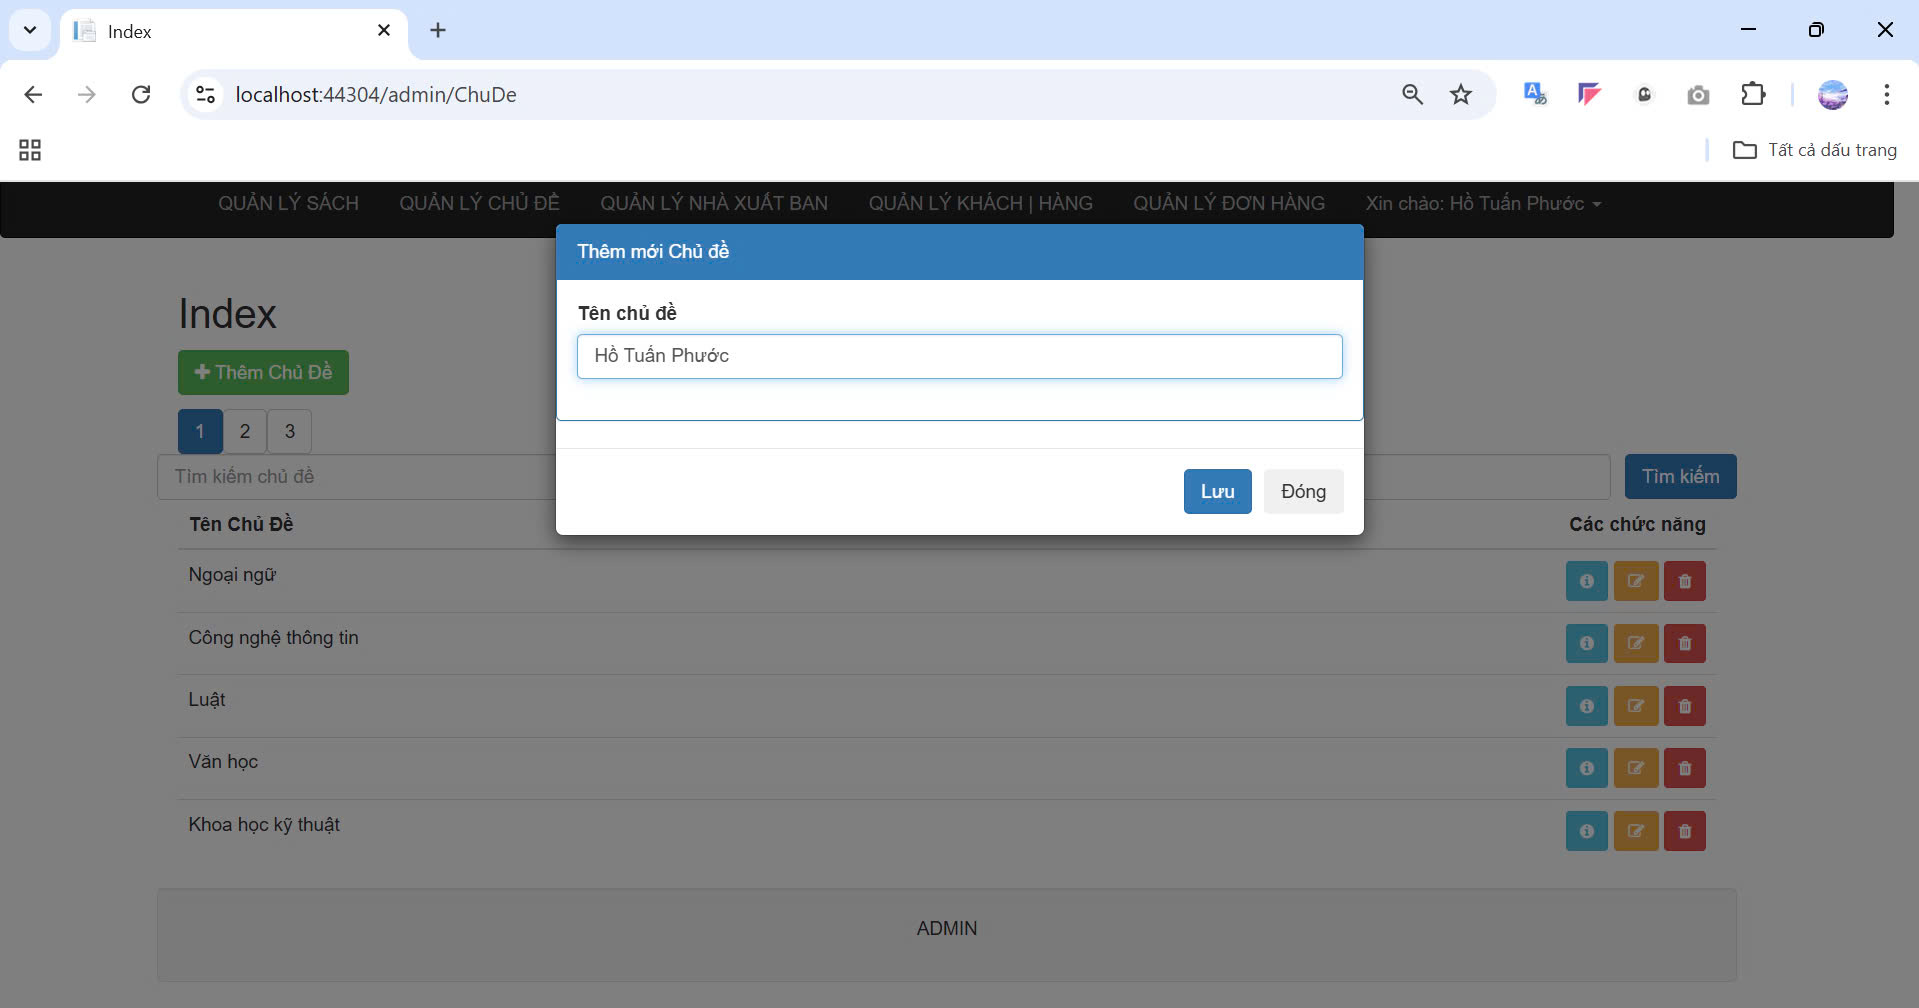 Index
localhost:44304/admin/ChuDe
Tất cả dấu trang
QUẢN LÝ SÁCH QUẢN LÝ CHỦ ĐỀ QUẢN LÝ NHÀ XUẤT BAN QUẢN LÝ KHÁCH | HÀNG QUẢN LÝ ĐƠN HÀNG Xin chào: Hồ Tuấn Phước
Thêm mới Chủ đề
Tên chủ đề
Hồ Tuấn Phước
Lưu Đóng
Index
Thêm Chủ Đề
1 2 3
Tìm kiếm chủ đề Tìm kiếm
Tên Chủ Đề Các chức năng
Ngoại ngữ
Công nghệ thông tin
Luật
Văn học
Khoa học kỹ thuật
ADMIN